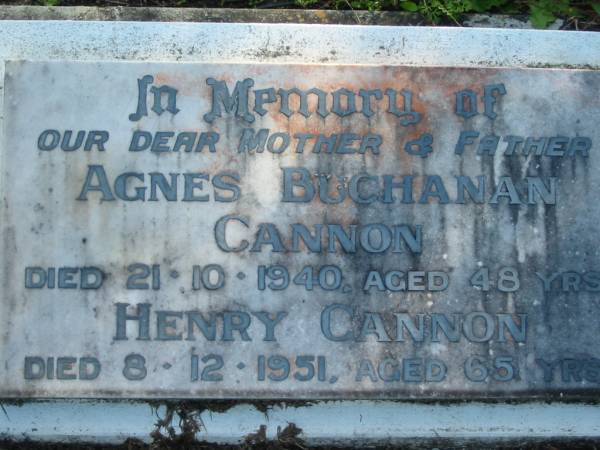 In Memory of
OUR DEAR MOTHER & FATHER
AGNES BUCHANAN
CANNON
DIED 21·10·1940, AGED 48 YRS
HENRY CANNON
DIED 8·12·1951, AGED 65 YRS